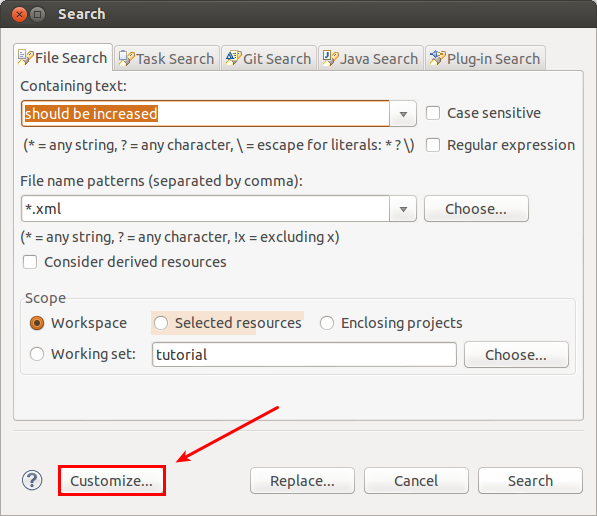 Search
File Search Task Search Git Search Java Search Plug-in Search
Containing text:
should be increased
Case sensitive
(* = any string, ? = any character, \ = escape for literals: * ? \)
Regular expression
File name patterns (separated by comma):
*.xml
Choose...
(* = any string, ? = any character, !x = excluding x)
Consider derived resources
Scope
Workspace Selected resources Enclosing projects
Working set: tutorial Choose...
? Customize... Replace... Cancel Search